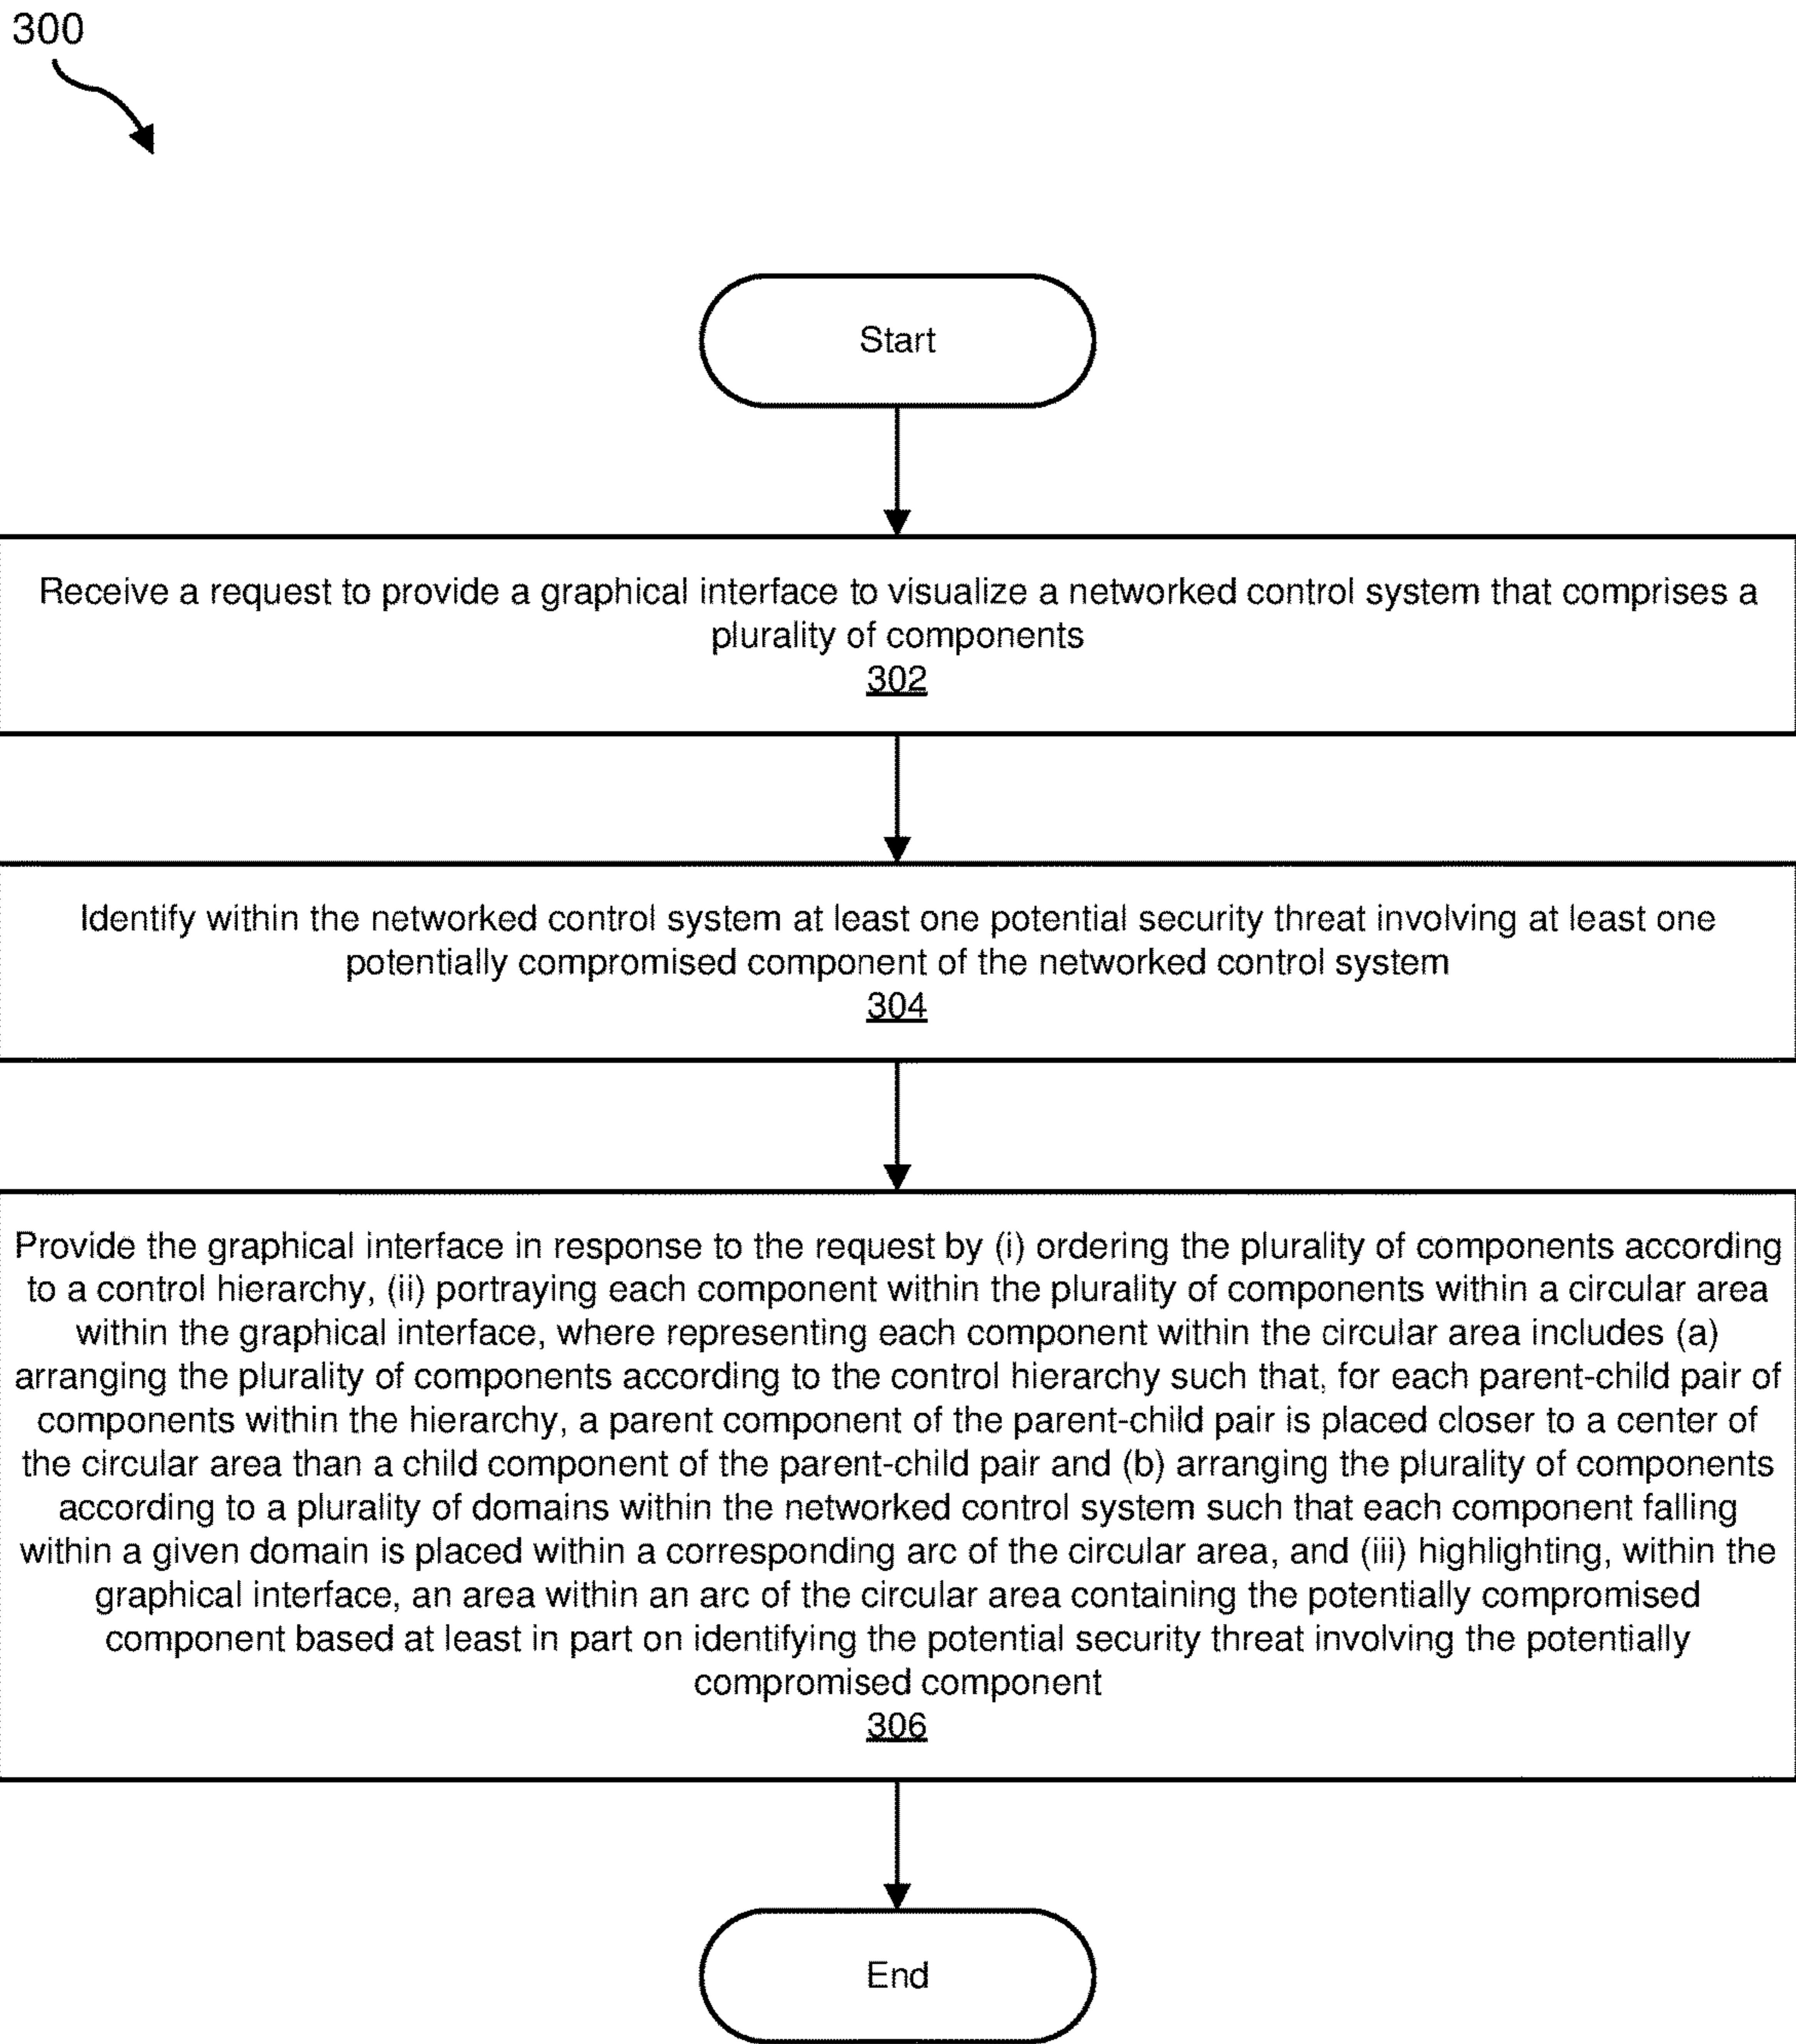 300
Start
Receive a request to provide a graphical interface to visualize a networked control system that comprises a
plurality of components
302
Identify within the networked control system at least one potential security threat involving at least one
potentially compromised component of the networked control system
304
Provide the graphical interface in response to the request by (i) ordering the plurality of components according
to a control hierarchy, (ii) portraying each component within the plurality of components within a circular area
within the graphical interface, where representing each component within the circular area includes (a)
arranging the plurality of components according to the control hierarchy such that, for each parent-child pair of
components within the hierarchy, a parent component of the parent-child pair is placed closer to a center of
the circular area than a child component of the parent-child pair and (b) arranging the plurality of components
according to a plurality of domains within the networked control system such that each component falling
within a given domain is placed within a corresponding arc of the circular area, and (iii) highlighting, within the
graphical interface, an area within an arc of the circular area containing the potentially compromised
component based at least in part on identifying the potential security threat involving the potentially
compromised component
306
End